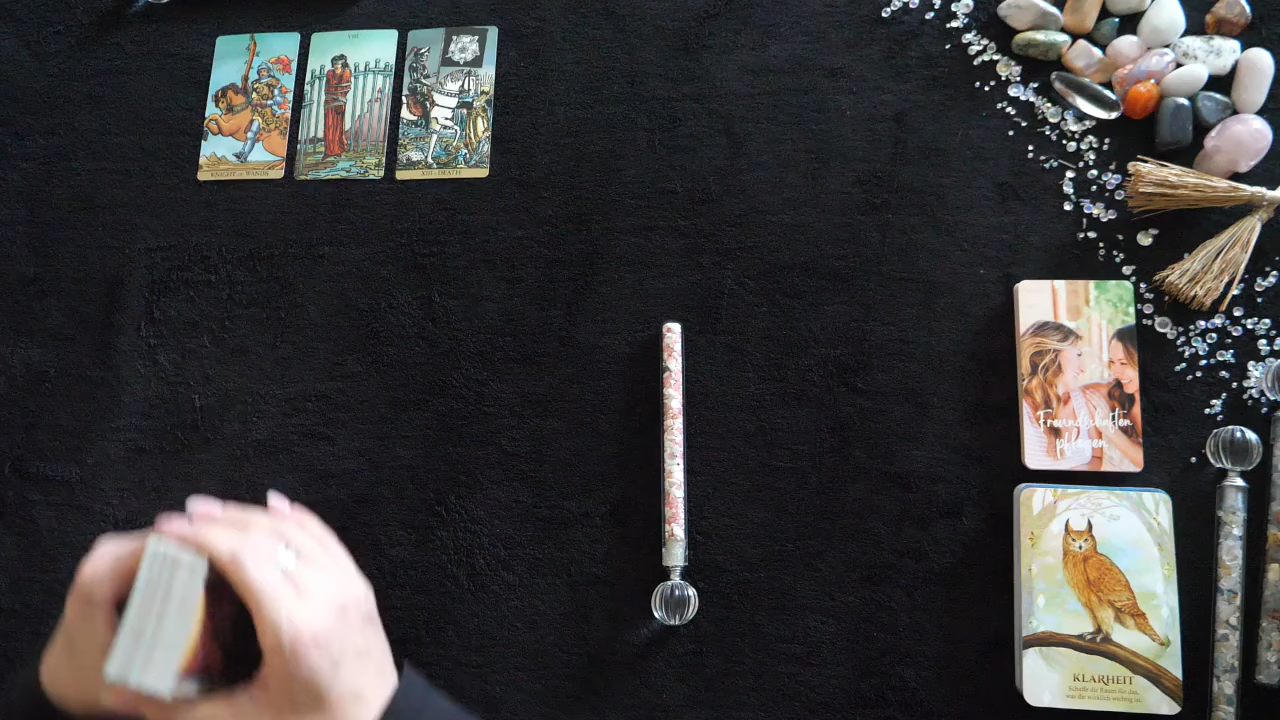 KNIGHT OF WANDS
VIII
XIII • DEATH
Freundschaften
pflegen
KLARHEIT
Schaffe dir Raum für das,
was dir wirklich wichtig ist.